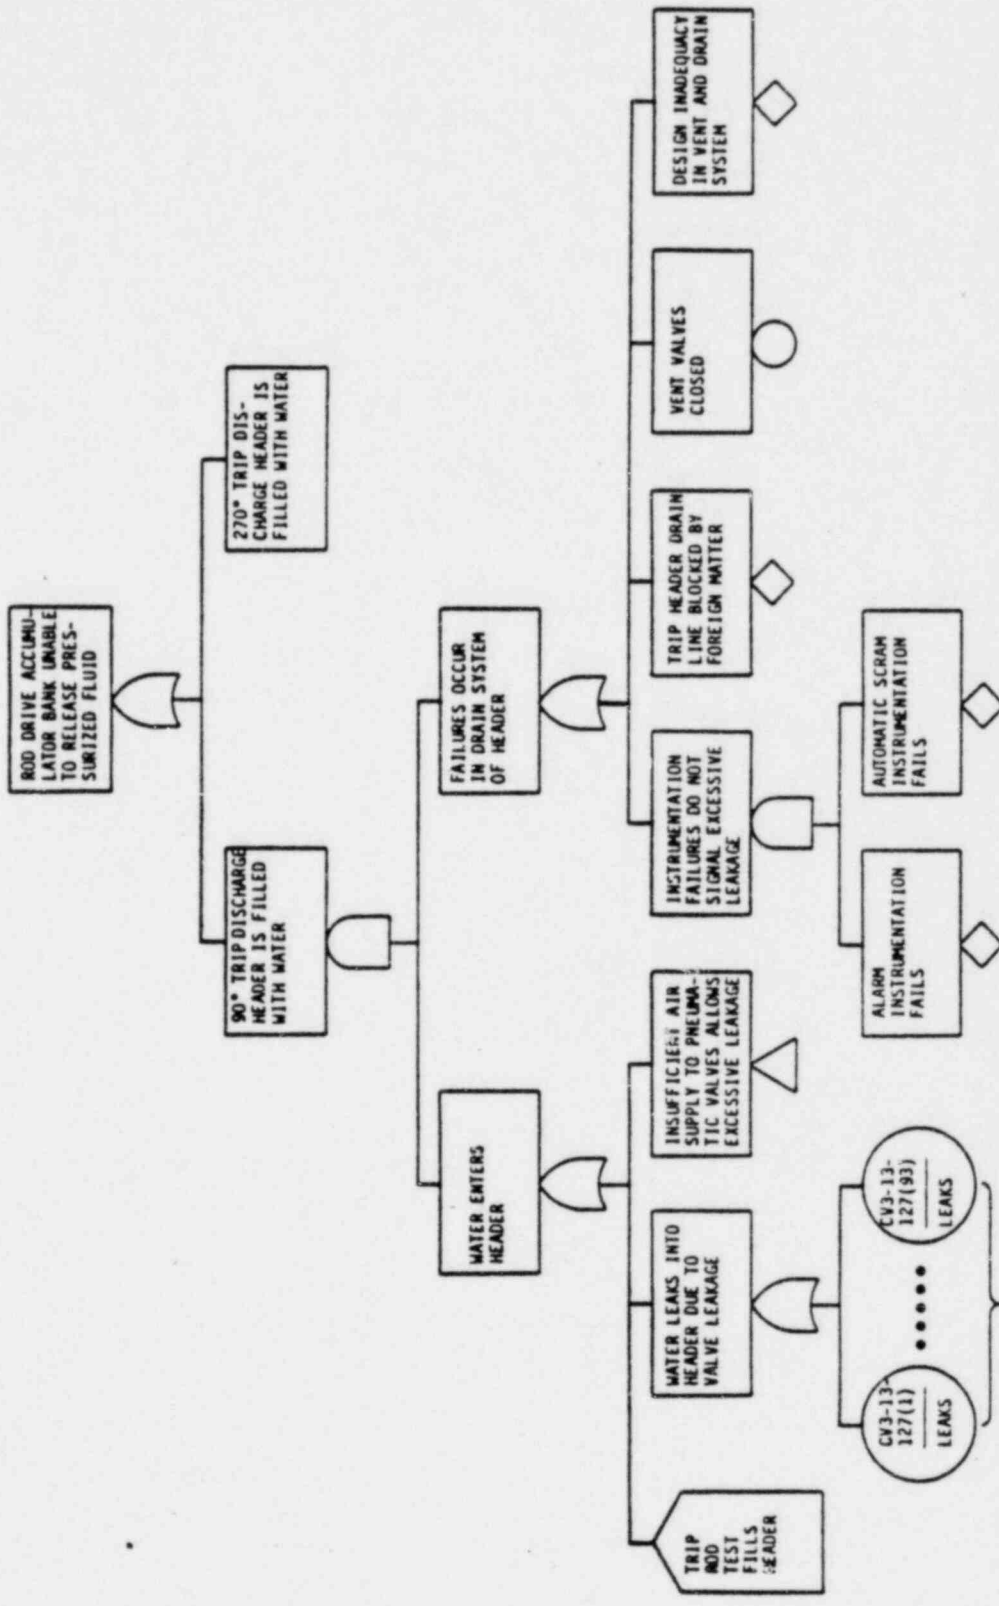 ROD DRIVE ACCUMU-
LATOR BANK UNABLE
TO RELEASE PRES-
SURIZED FLUID
90° TRIP DISCHARGE
HEADER IS FILLED
WITH WATER
270° TRIP DIS-
CHARGE HEADER IS
FILLED WITH WATER
WATER ENTERS
HEADER
FAILURES OCCUR
IN DRAIN SYSTEM
OF HEADER
TRIP
ROD
TEST
FILLS
HEADER
WATER LEAKS INTO
HEADER DUE TO
VALVE LEAKAGE
INSUFFICIENT AIR
SUPPLY TO PNEUMA-
TIC VALVES ALLOWS
EXCESSIVE LEAKAGE
INSTRUMENTATION
FAILURES DO NOT
SIGNAL EXCESSIVE
LEAKAGE
TRIP HEADER DRAIN
LINE BLOCKED BY
FOREIGN MATTER
VENT VALVES
CLOSED
DESIGN INADEQUACY
IN VENT AND DRAIN
SYSTEM
CV3-13-
127(1)
LEAKS
CV3-13-
127(93)
LEAKS
ALARM
INSTRUMENTATION
FAILS
AUTOMATIC SCRAM
INSTRUMENTATION
FAILS